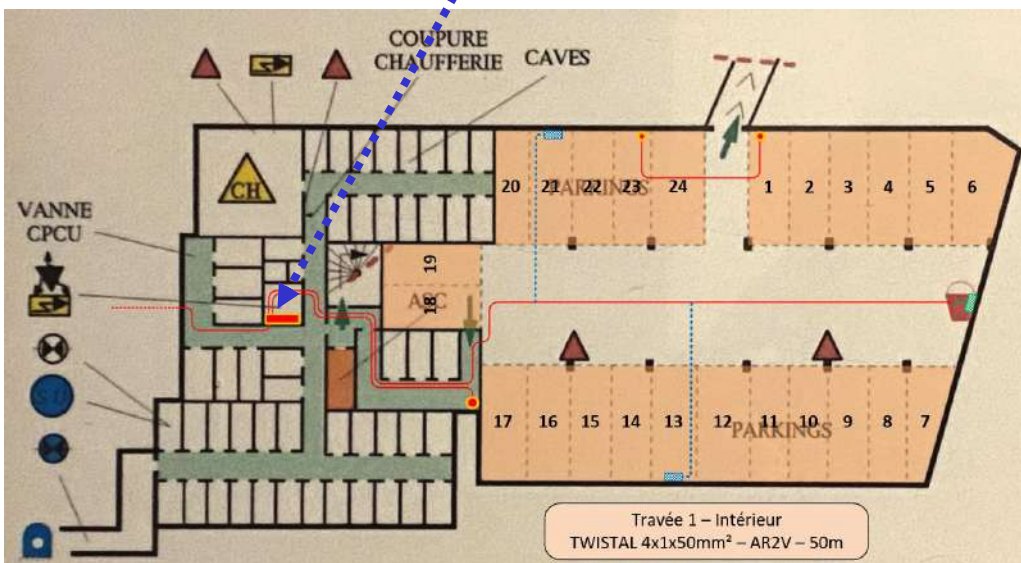 COUPURE
CHAUFFERIE
CAVES
CH
VANNE
CPCU
20 21 22 23 24
PARKINGS
1 2 3 4 5 6
19
ASC
18
17 16 15 14 13 12 11 10 9 8 7
PARKINGS
Travée 1 – Intérieur
TWISTAL 4x1x50mm² – AR2V – 50m